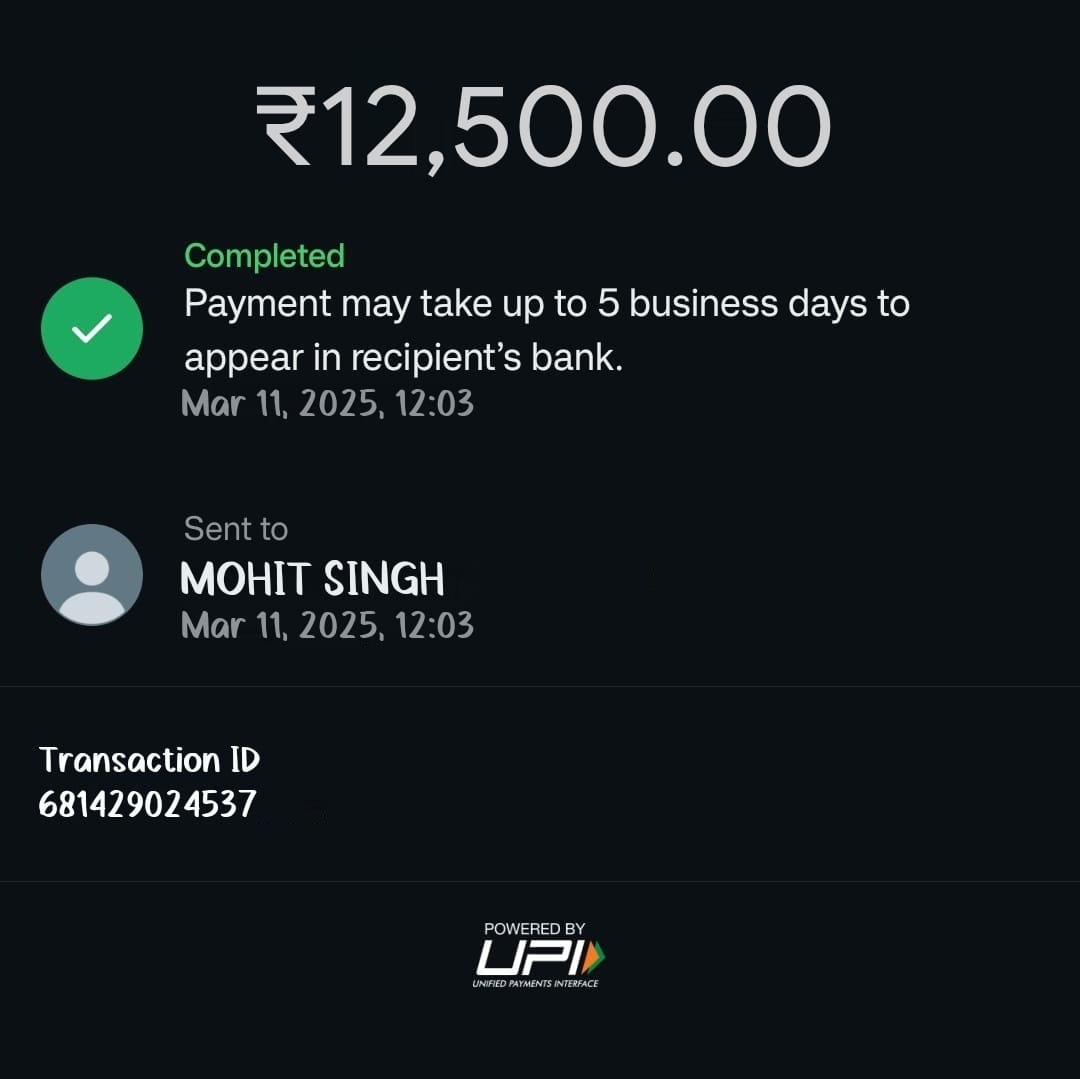 ₹12,500.00
Completed
Payment may take up to 5 business days to
appear in recipient’s bank.
Mar 11, 2025, 12:03
Sent to
MOHIT SINGH
Mar 11, 2025, 12:03
Transaction ID
681429024537
POWERED BY
UPI
UNIFIED PAYMENTS INTERFACE